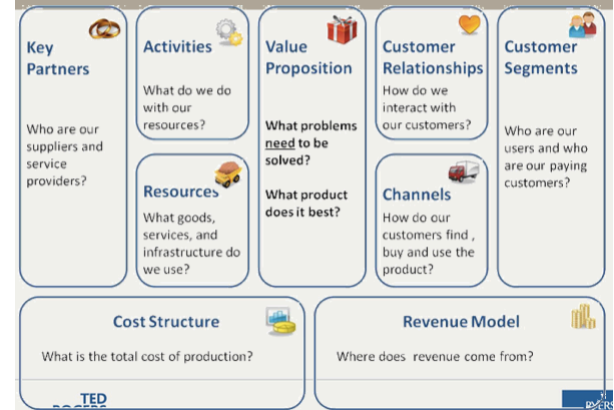 Key
Partners
Who are our
suppliers and
service
providers?
Activities
What do we do
with our
resources?
Resources
What goods,
services, and
infrastructure do
we use?
Value
Proposition
What problems
need to be
solved?
What product
does it best?
Customer
Relationships
How do we
interact with
our customers?
Channels
How do our
customers find ,
buy and use the
product?
Customer
Segments
Who are our
users and who
are our paying
customers?
Cost Structure
What is the total cost of production?
Revenue Model
Where does revenue come from?
TED